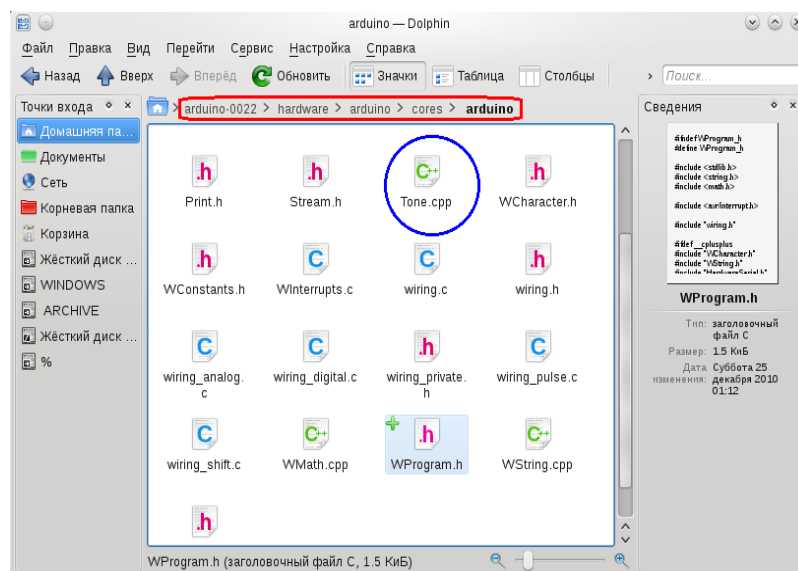 arduino — Dolphin
Файл Правка Вид Перейти Сервис Настройка Справка
Назад Вверх Вперёд Обновить Значки Таблица Столбцы Поиск...
Точки входа
Домашняя па...
Документы
Сеть
Корневая папка
Корзина
Жёсткий диск ...
WINDOWS
ARCHIVE
Жёсткий диск ...
%
arduino-0022 > hardware > arduino > cores > arduino
.h .h C++ .h
Print.h Stream.h Tone.cpp WCharacter.h
.h C C .h
WConstants.h WInterrupts.c wiring.c wiring.h
C C .h C
wiring_analog.c wiring_digital.c wiring_private.h wiring_pulse.c
C C++ .h C++
wiring_shift.c WMath.cpp WProgram.h WString.cpp
.h
WProgram.h (заголовочный файл C, 1.5 КиБ)
Сведения
#ifndef WProgram_h
#define WProgram_h
#include <stdlib.h>
#include <string.h>
#include <math.h>
#include <avr/interrupt.h>
#include "wiring.h"
#ifdef __cplusplus
#include "WCharacter.h"
#include "WString.h"
#include "HardwareSerial.h"
WProgram.h
Тип: заголовочный
файл C
Размер: 1.5 КиБ
Дата Суббота 25
изменения: декабря 2010
01:12